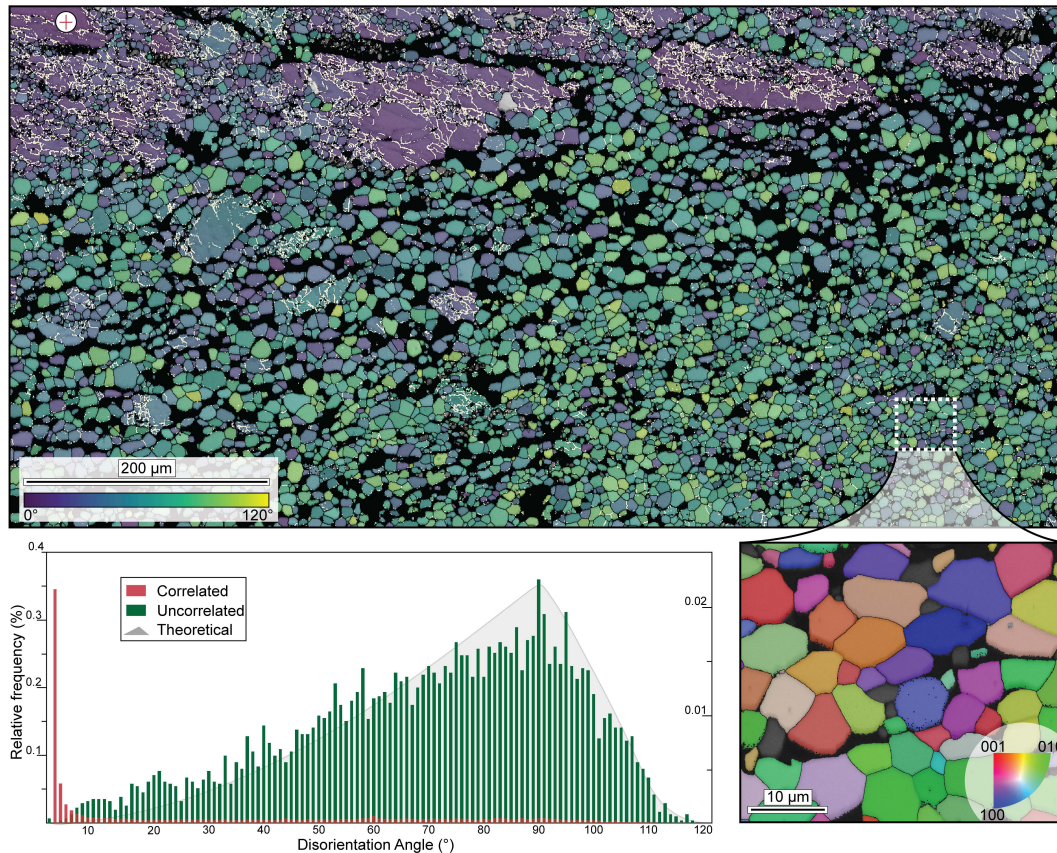 200 µm
0° 120°
0.4
0.3
0.2
0.1
Relative frequency (%)
Correlated
Uncorrelated
Theoretical
0.02
0.01
10 20 30 40 50 60 70 80 90 100 110 120
Disorientation Angle (°)
001 010
100
10 µm